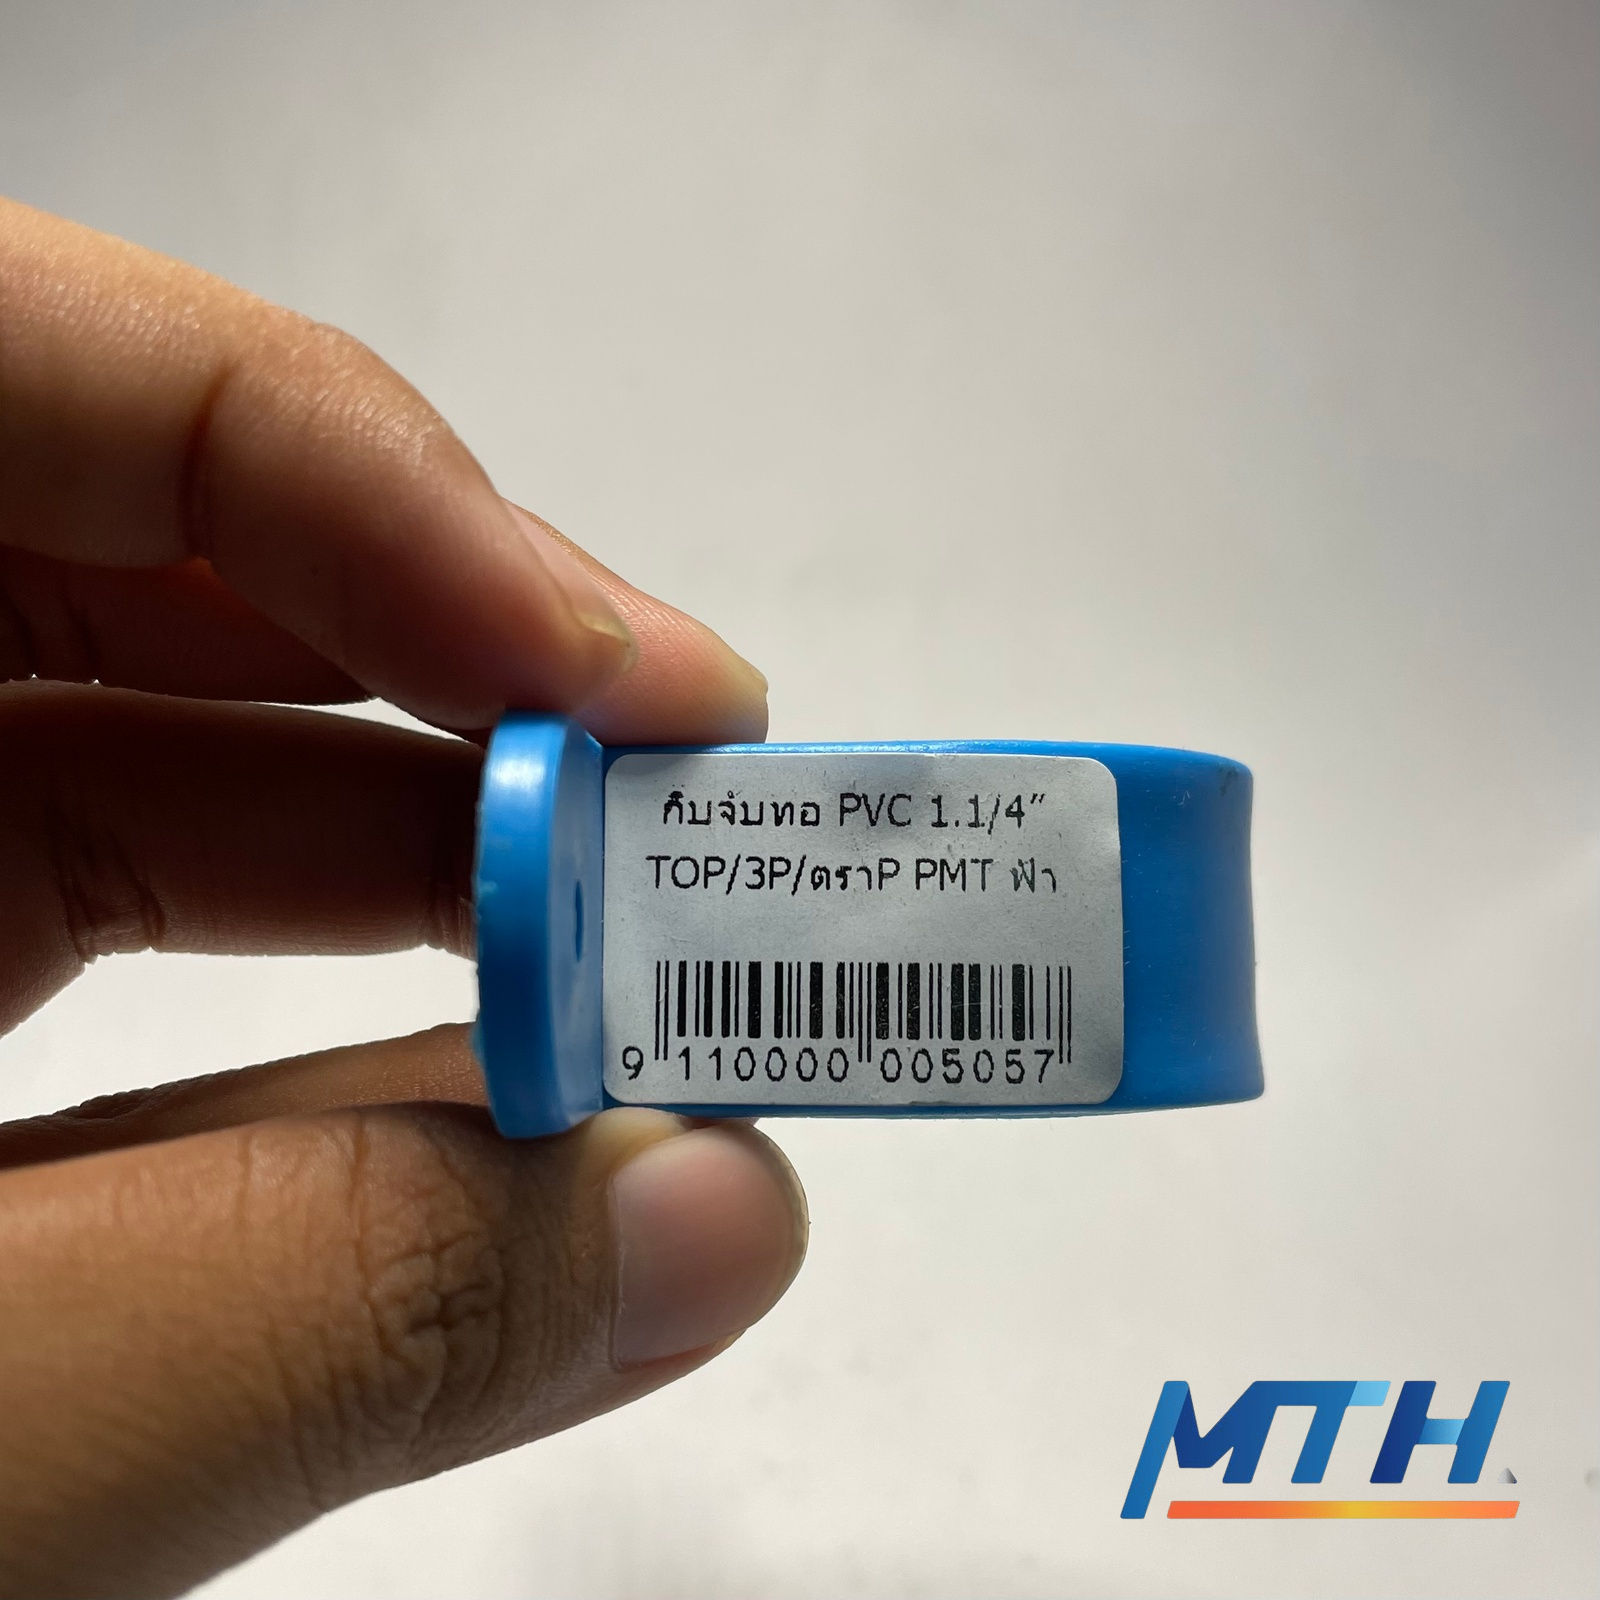 กิ๊บจับท่อ PVC 1.1/4"
TOP/3P/ตราP PMT ฟ้า
9 110000 005057
MTH